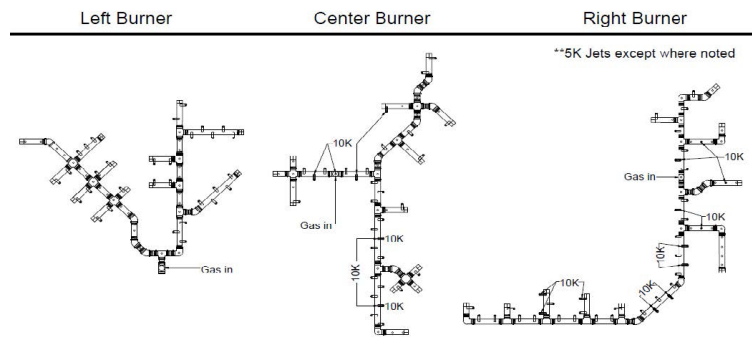 Left Burner
Center Burner
Right Burner
**5K Jets except where noted
10K
10K
10K
Gas in
Gas in
10K
Gas in
10K
10K
10K
10K
10K
10K